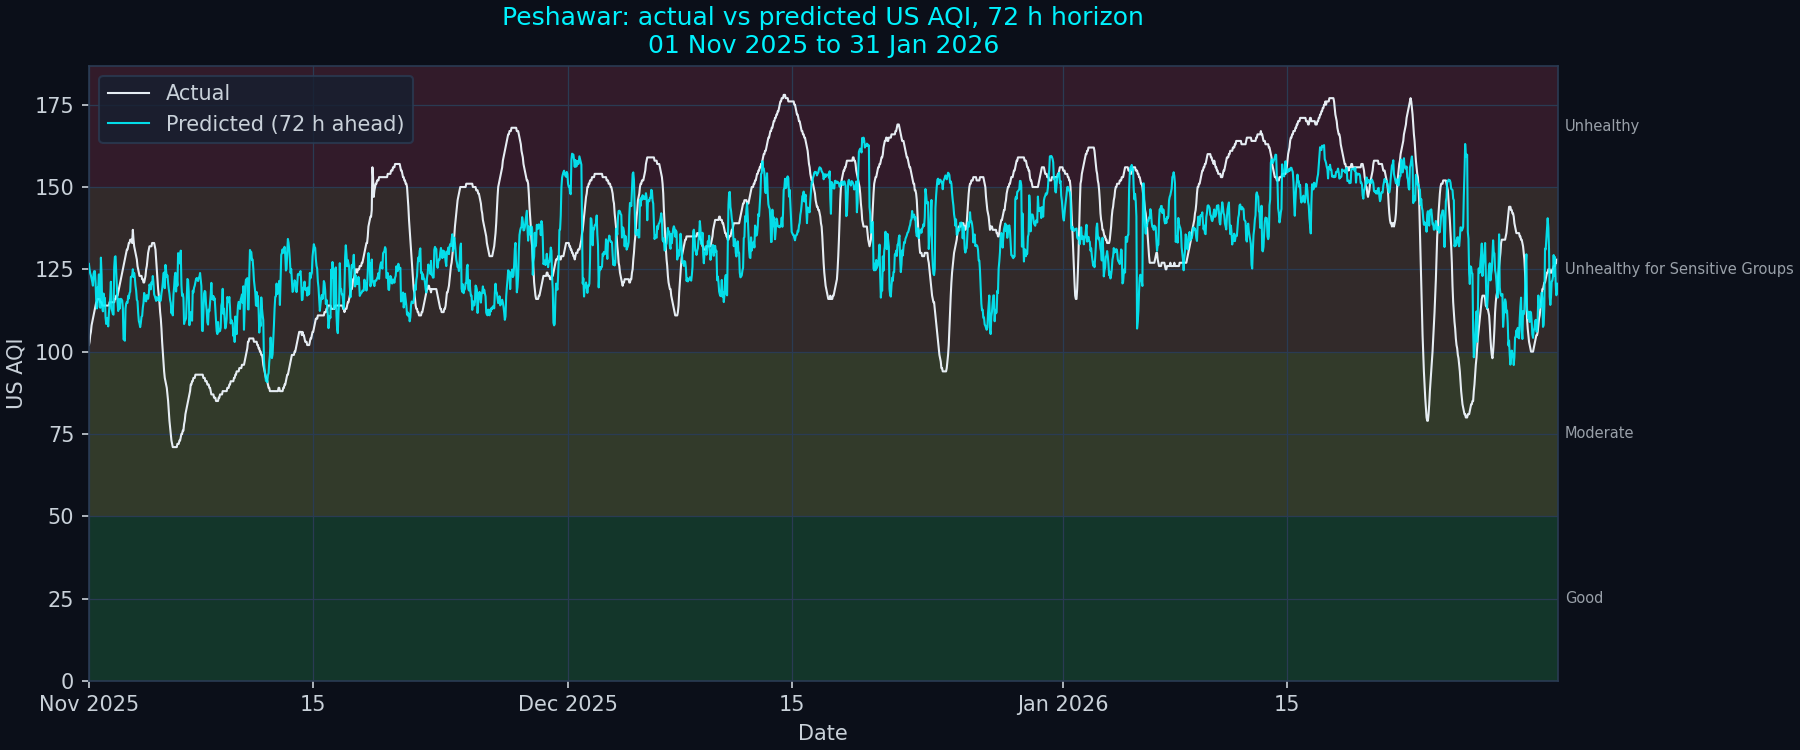 Peshawar: actual vs predicted US AQI, 72 h horizon
01 Nov 2025 to 31 Jan 2026
Actual
Predicted (72 h ahead)
US AQI
175
150
125
100
75
50
25
0
Unhealthy
Unhealthy for Sensitive Groups
Moderate
Good
Nov 2025
15
Dec 2025
15
Jan 2026
15
Date